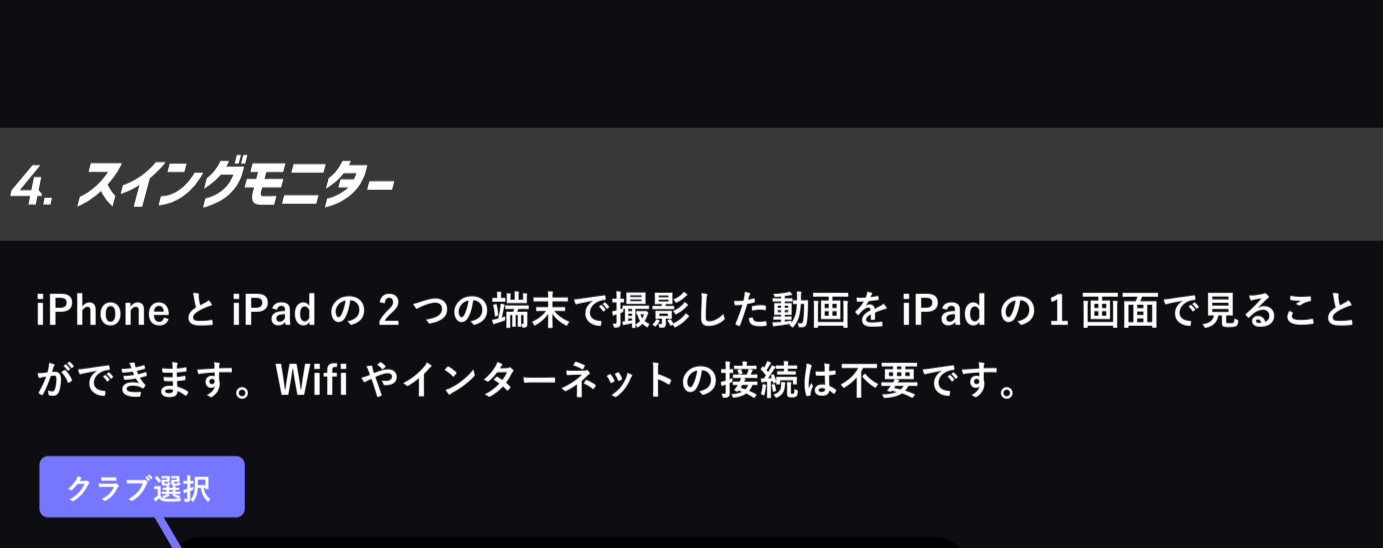 4. スイングモニター
iPhone と iPad の 2 つの端末で撮影した動画を iPad の 1 画面で見ること
ができます。Wifi やインターネットの接続は不要です。
クラブ選択